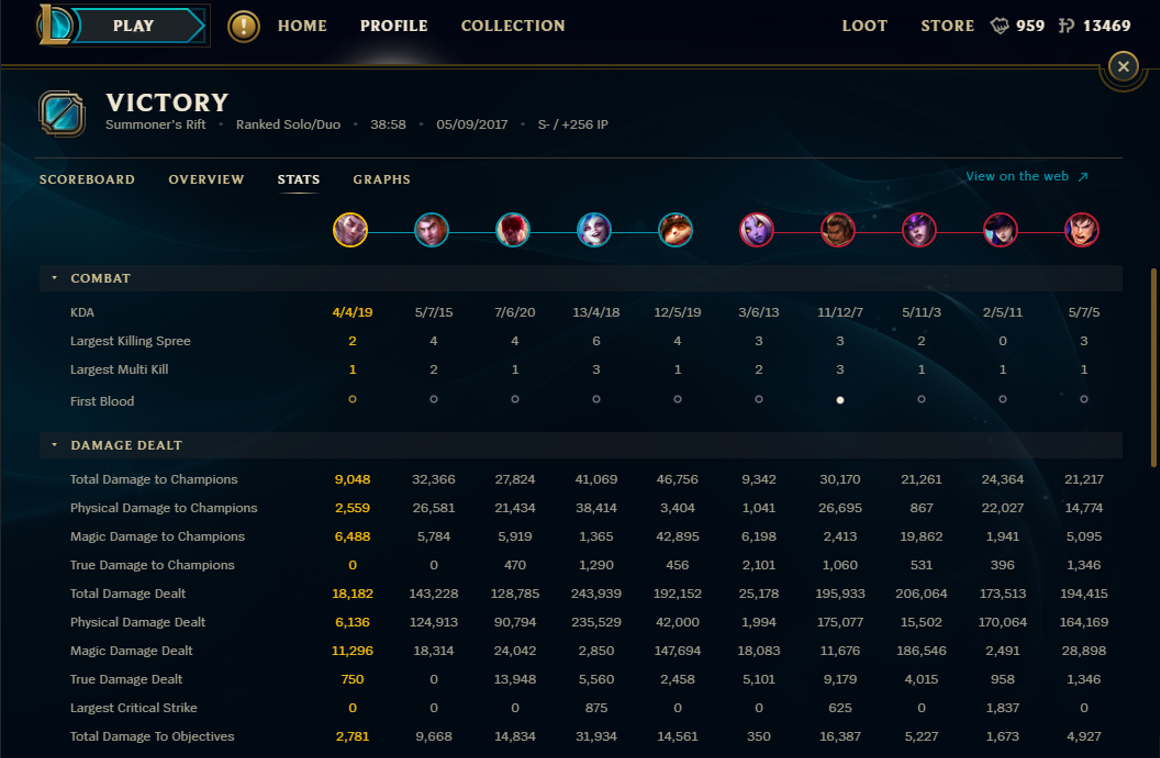 PLAY HOME PROFILE COLLECTION LOOT STORE 959 13469
VICTORY
Summoner's Rift • Ranked Solo/Duo • 38:58 • 05/09/2017 • S- / +256 IP
SCOREBOARD OVERVIEW STATS GRAPHS View on the web
COMBAT
KDA 4/4/19 5/7/15 7/6/20 13/4/18 12/5/19 3/6/13 11/12/7 5/11/3 2/5/11 5/7/5
Largest Killing Spree 2 4 4 6 4 3 3 2 0 3
Largest Multi Kill 1 2 1 3 1 2 3 1 1 1
First Blood
DAMAGE DEALT
Total Damage to Champions 9,048 32,366 27,824 41,069 46,756 9,342 30,170 21,261 24,364 21,217
Physical Damage to Champions 2,559 26,581 21,434 38,414 3,404 1,041 26,695 867 22,027 14,774
Magic Damage to Champions 6,488 5,784 5,919 1,365 42,895 6,198 2,413 19,862 1,941 5,095
True Damage to Champions 0 0 470 1,290 456 2,101 1,060 531 396 1,346
Total Damage Dealt 18,182 143,228 128,785 243,939 192,152 25,178 195,933 206,064 173,513 194,415
Physical Damage Dealt 6,136 124,913 90,794 235,529 42,000 1,994 175,077 15,502 170,064 164,169
Magic Damage Dealt 11,296 18,314 24,042 2,850 147,694 18,083 11,676 186,546 2,491 28,898
True Damage Dealt 750 0 13,948 5,560 2,458 5,101 9,179 4,015 958 1,346
Largest Critical Strike 0 0 0 875 0 0 625 0 1,837 0
Total Damage To Objectives 2,781 9,668 14,834 31,934 14,561 350 16,387 5,227 1,673 4,927